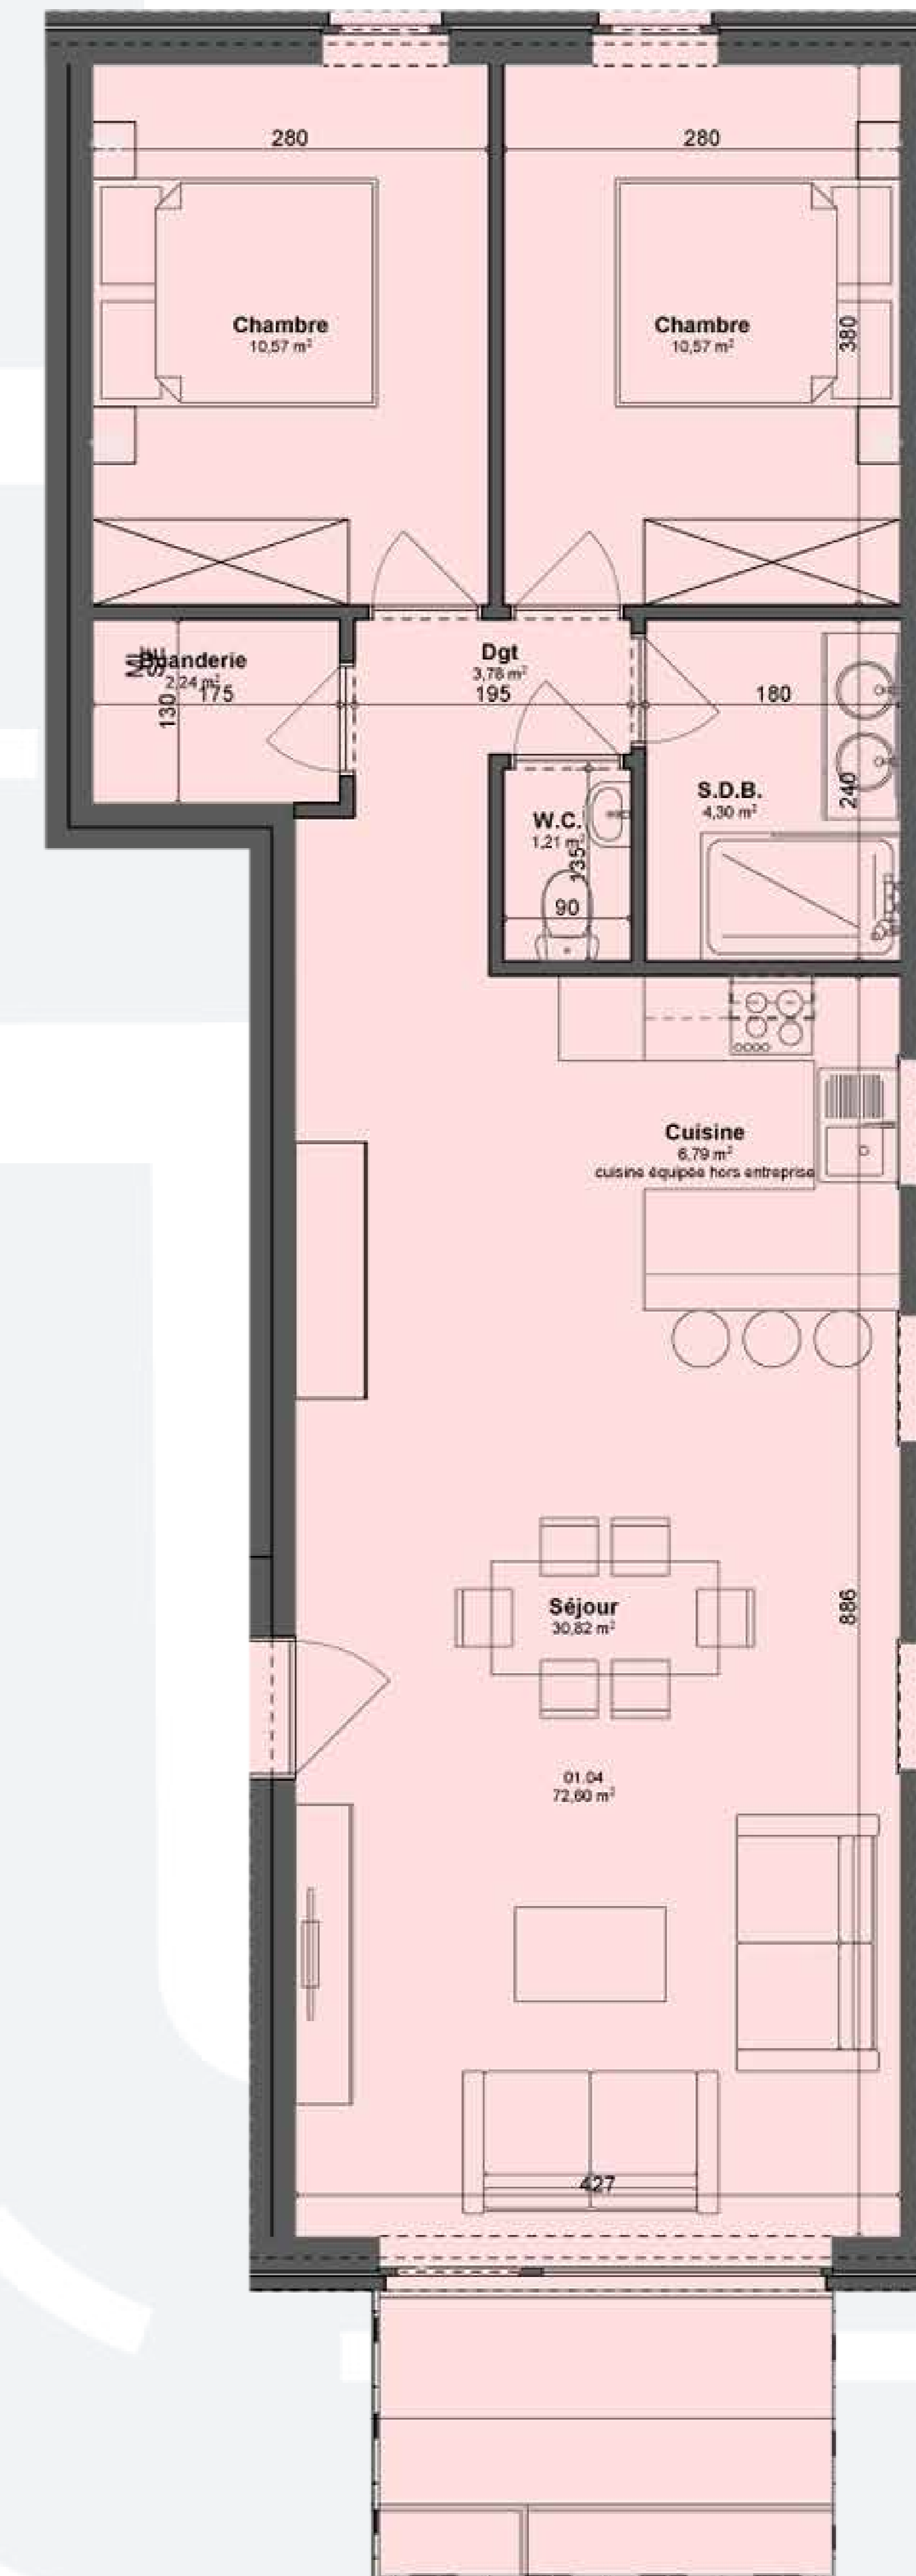 280
280
Chambre
10,57 m²
Chambre
10,57 m²
380
Buanderie
2,24 m²
175
130
Dgt
3,78 m²
195
180
S.D.B.
4,30 m²
240
W.C.
1,21 m²
135
90
Cuisine
6,79 m²
cuisine équipée hors entreprise
Séjour
30,82 m²
886
01.04
72,60 m²
427